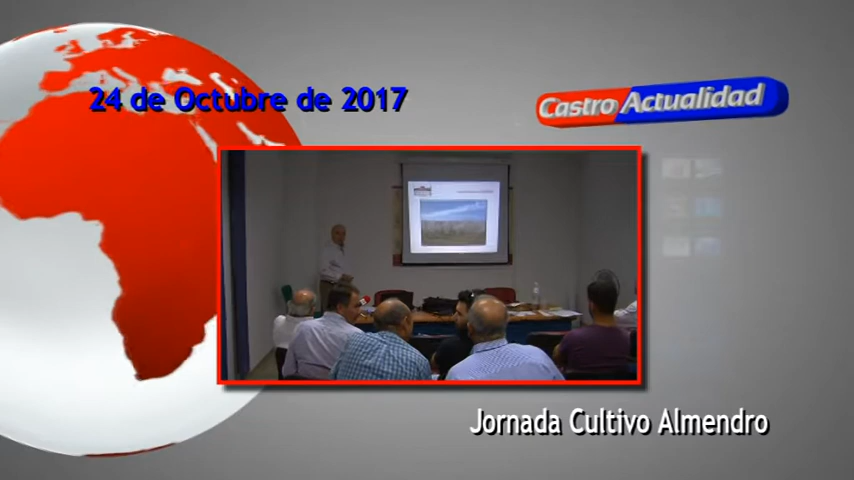 24 de Octubre de 2017
Castro Actualidad
Jornada Cultivo Almendro